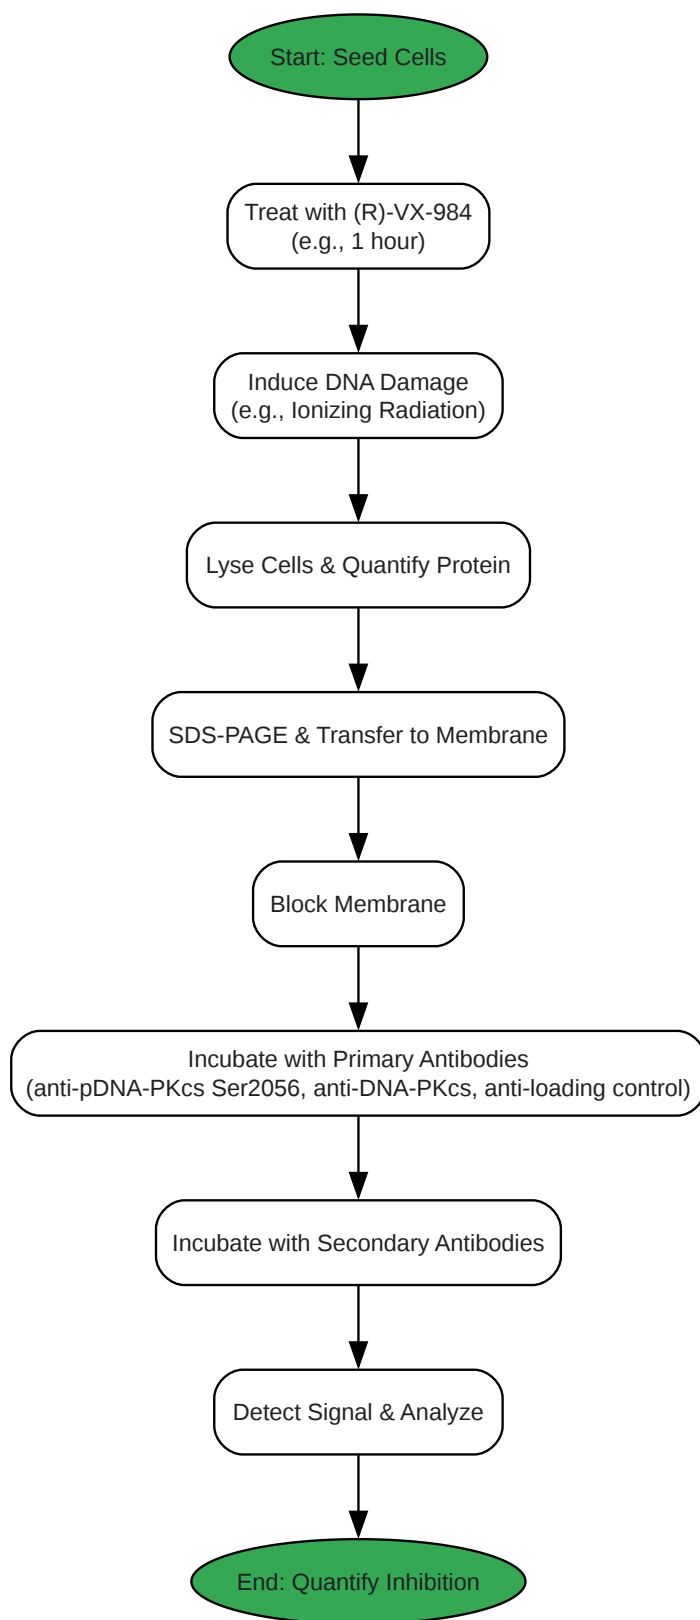 Start: Seed Cells
Treat with (R)-VX-984
(e.g., 1 hour)
Induce DNA Damage
(e.g., Ionizing Radiation)
Lyse Cells & Quantify Protein
SDS-PAGE & Transfer to Membrane
Block Membrane
Incubate with Primary Antibodies
(anti-pDNA-PKcs Ser2056, anti-DNA-PKcs, anti-loading control)
Incubate with Secondary Antibodies
Detect Signal & Analyze
End: Quantify Inhibition